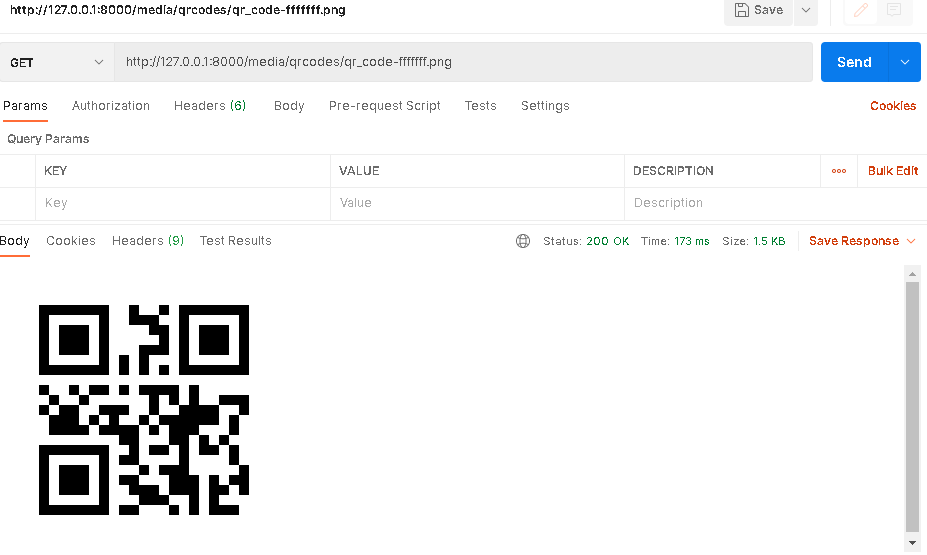 http://127.0.0.1:8000/media/qrcodes/qr_code-fffffff.png
Save
GET
http://127.0.0.1:8000/media/qrcodes/qr_code-fffffff.png
Send
Params Authorization Headers (6) Body Pre-request Script Tests Settings Cookies
Query Params
KEY VALUE DESCRIPTION Bulk Edit
Key Value Description
Body Cookies Headers (9) Test Results Status: 200 OK Time: 173 ms Size: 1.5 KB Save Response